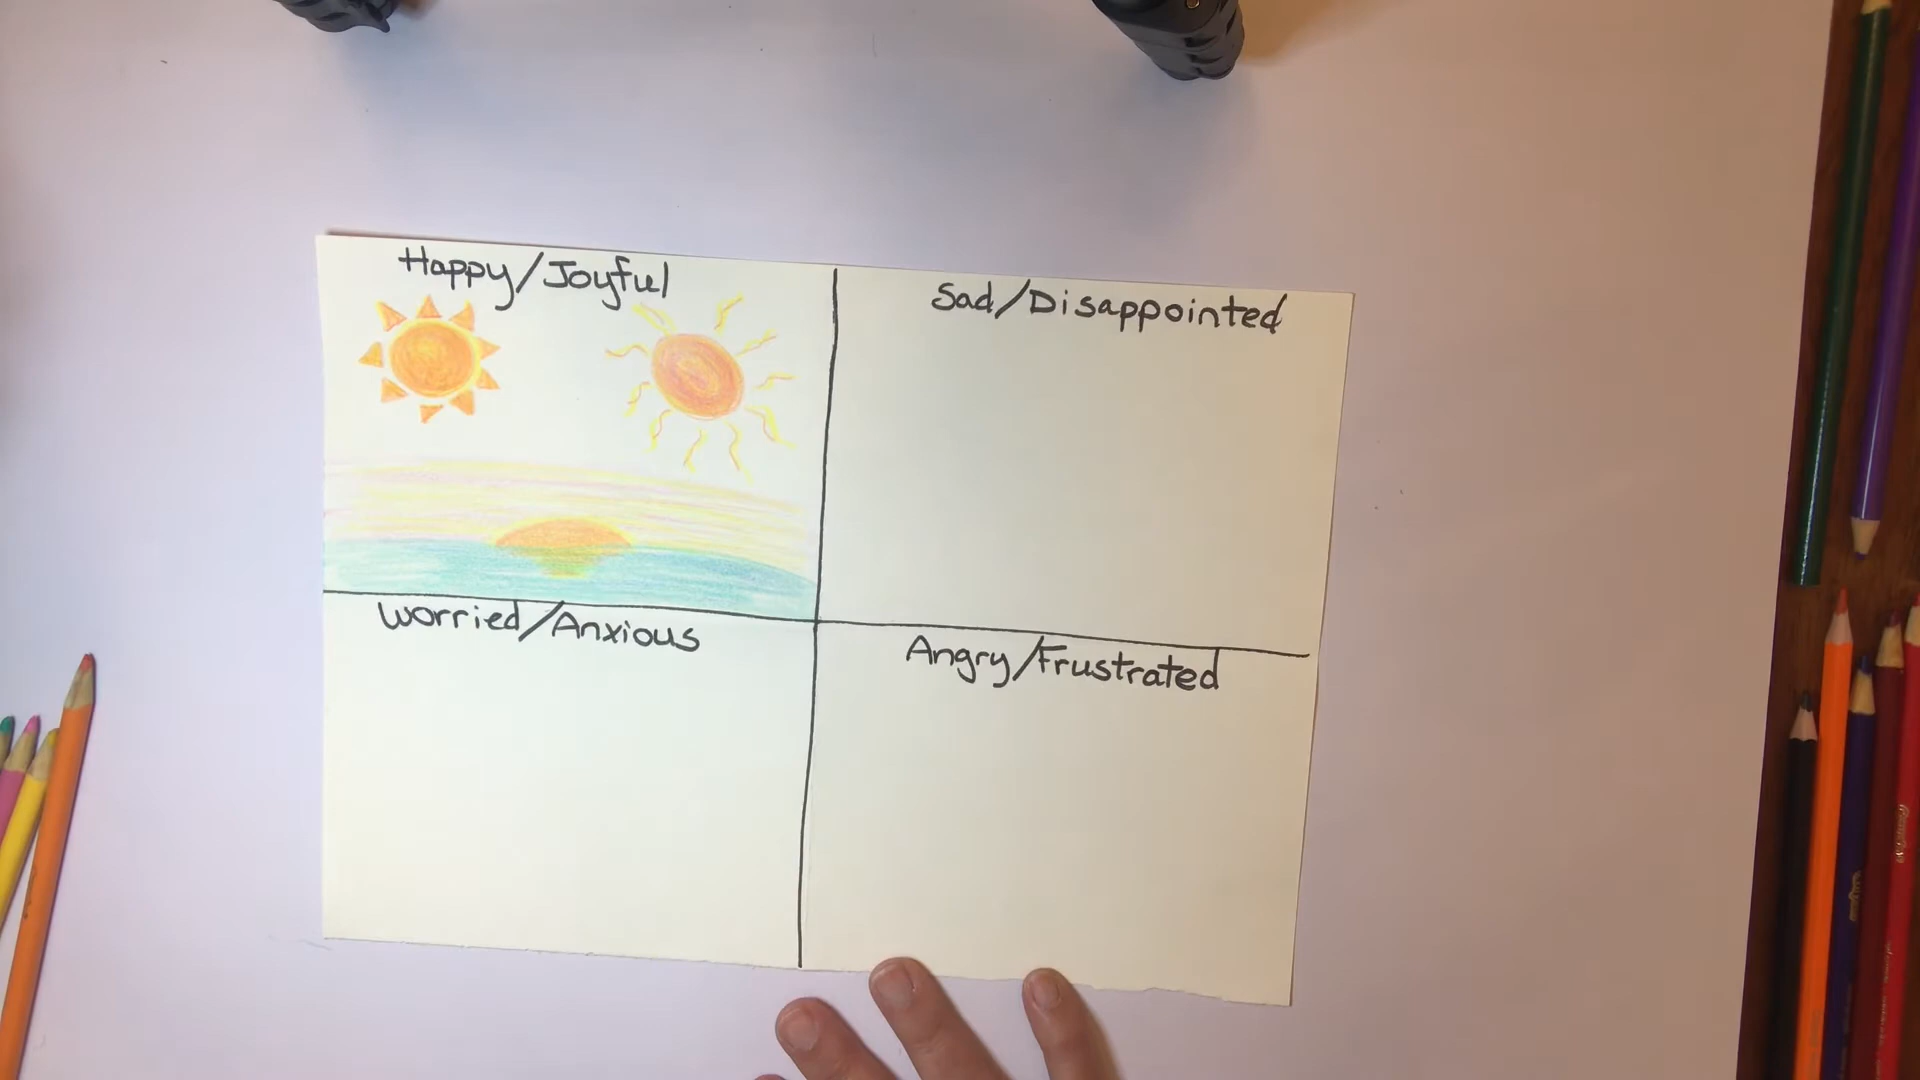 Happy/Joyful
Sad/Disappointed
Worried/Anxious
Angry/Frustrated